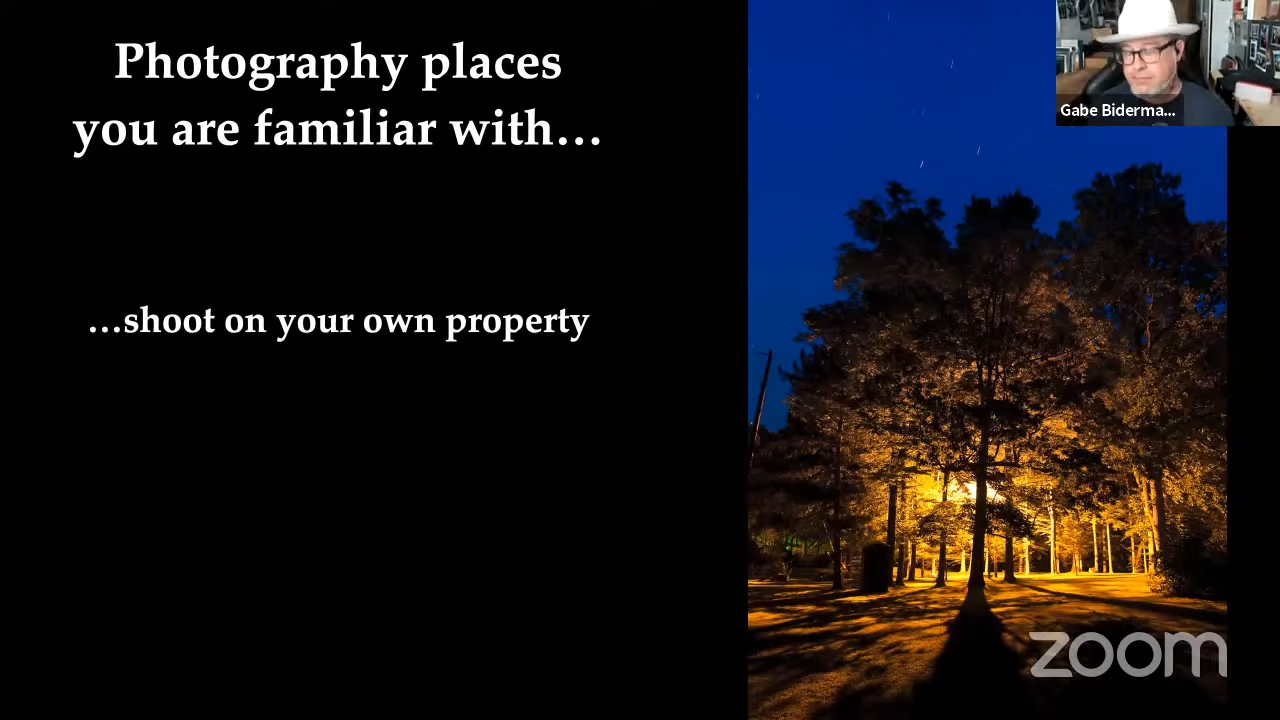 Photography places
you are familiar with...
...shoot on your own property
Gabe Biderma...
zoom